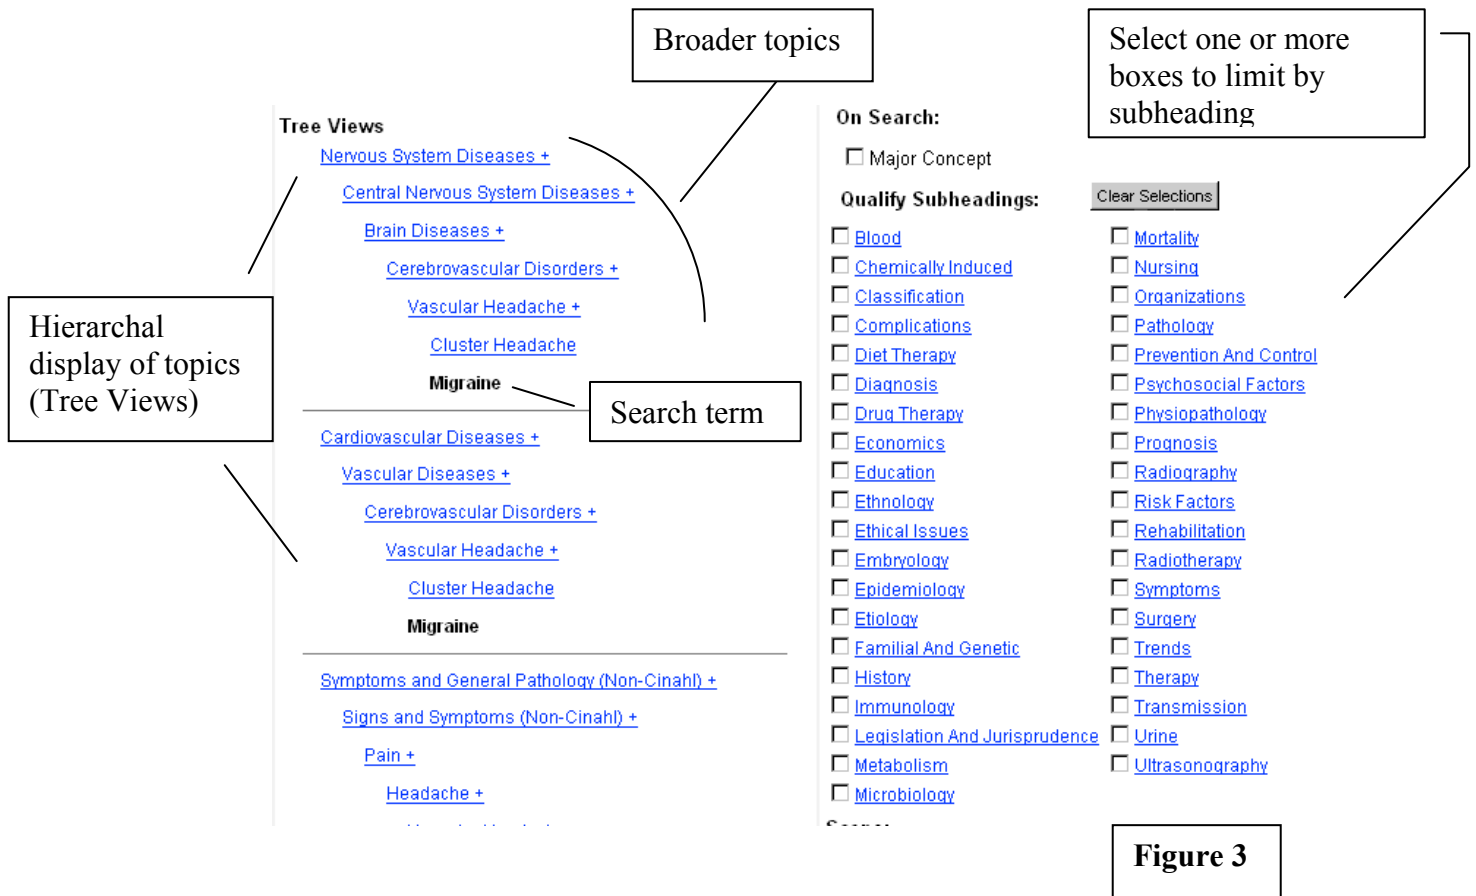 Broader topics
Select one or more
boxes to limit by
subheading
Hierarchal
display of topics
(Tree Views)
Search term
Tree Views
Nervous System Diseases +
Central Nervous System Diseases +
Brain Diseases +
Cerebrovascular Disorders +
Vascular Headache +
Cluster Headache
Migraine
Cardiovascular Diseases +
Vascular Diseases +
Cerebrovascular Disorders +
Vascular Headache +
Cluster Headache
Migraine
Symptoms and General Pathology (Non-Cinahl) +
Signs and Symptoms (Non-Cinahl) +
Pain +
Headache +
On Search:
Major Concept
Qualify Subheadings:
Clear Selections
Blood
Chemically Induced
Classification
Complications
Diet Therapy
Diagnosis
Drug Therapy
Economics
Education
Ethnology
Ethical Issues
Embryology
Epidemiology
Etiology
Familial And Genetic
History
Immunology
Legislation And Jurisprudence
Metabolism
Microbiology
Mortality
Nursing
Organizations
Pathology
Prevention And Control
Psychosocial Factors
Physiopathology
Prognosis
Radiography
Risk Factors
Rehabilitation
Radiotherapy
Symptoms
Surgery
Trends
Therapy
Transmission
Urine
Ultrasonography
Figure 3